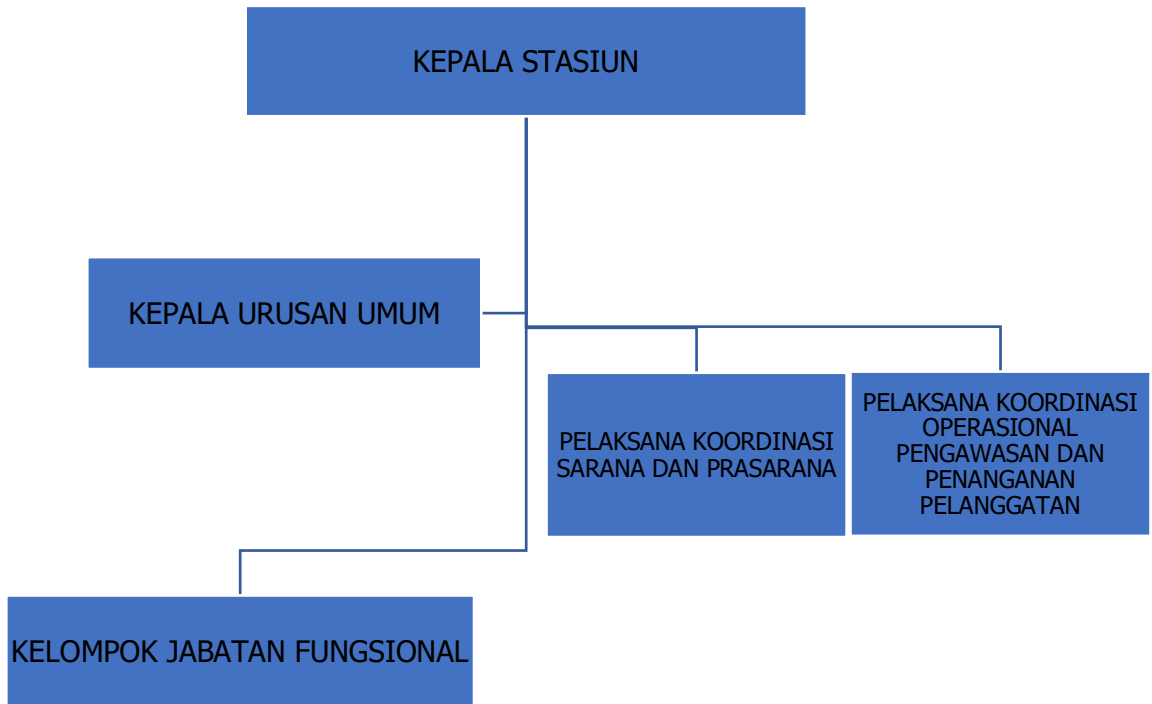 KEPALA STASIUN
KEPALA URUSAN UMUM
PELAKSANA KOORDINASI
SARANA DAN PRASARANA
PELAKSANA KOORDINASI
OPERASIONAL
PENGAWASAN DAN
PENANGANAN
PELANGGATAN
KELOMPOK JABATAN FUNGSIONAL